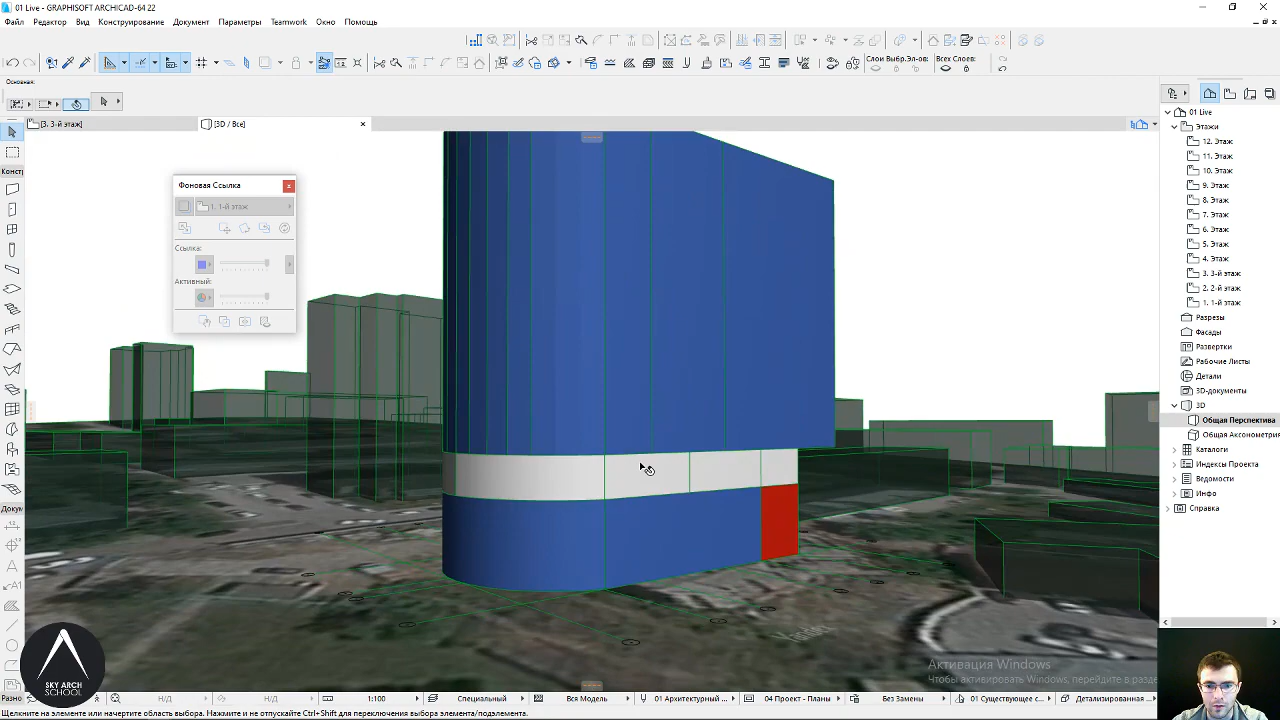 01 Live - GRAPHISOFT ARCHICAD-64 22
Файл Редактор Вид Конструирование Документ Параметры Teamwork Окно Помощь
Слои Выбр.Эл... Всех Слоев:
Основная:
[3. 3-й этаж] [3D / Все]
Констр
Фоновая Ссылка
1. 1-й этаж
Ссылка:
Активный:
01 Live
Этажи
12. Этаж
11. Этаж
10. Этаж
9. Этаж
8. Этаж
7. Этаж
6. Этаж
5. Этаж
4. Этаж
3. 3-й этаж
2. 2-й этаж
1. 1-й этаж
Разрезы
Фасады
Развертки
Рабочие Листы
Детали
3D-документы
3D
Общая Перспектива
Общая Аксонометрия
Каталоги
Индексы Проекта
Ведомости
Инфо
Справка
Докум
Yandex
SKY ARCH
SCHOOL
Активация Windows
Чтобы активировать Windows, перейдите в разде
Разно
Н/Д Н/Д 1:100 Специальный Вся Модель 01 Архитектурный ... 04 Проект - Планы Без Замены 01 Существующее с... Детализированная ...
Щелкните на элементе или начертите область выбора. Нажмите и не отпускайте Ctrl+Shift для переключения выбора элемента/подэлемента.